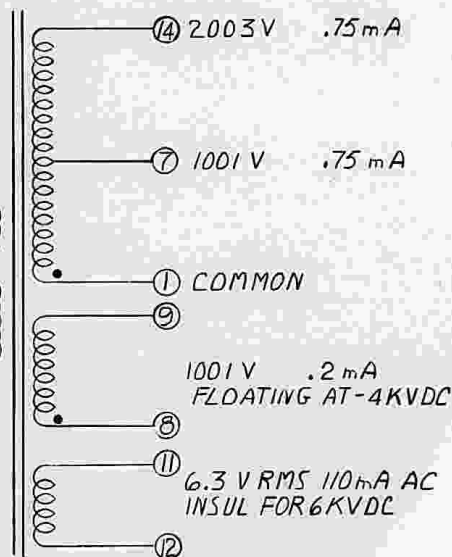 14 2003V .75mA
7 1001V .75mA
1 COMMON
9
1001V .2mA
FLOATING AT-4KVDC
8
11
6.3V RMS 110mA AC
INSUL FOR 6KVDC
12